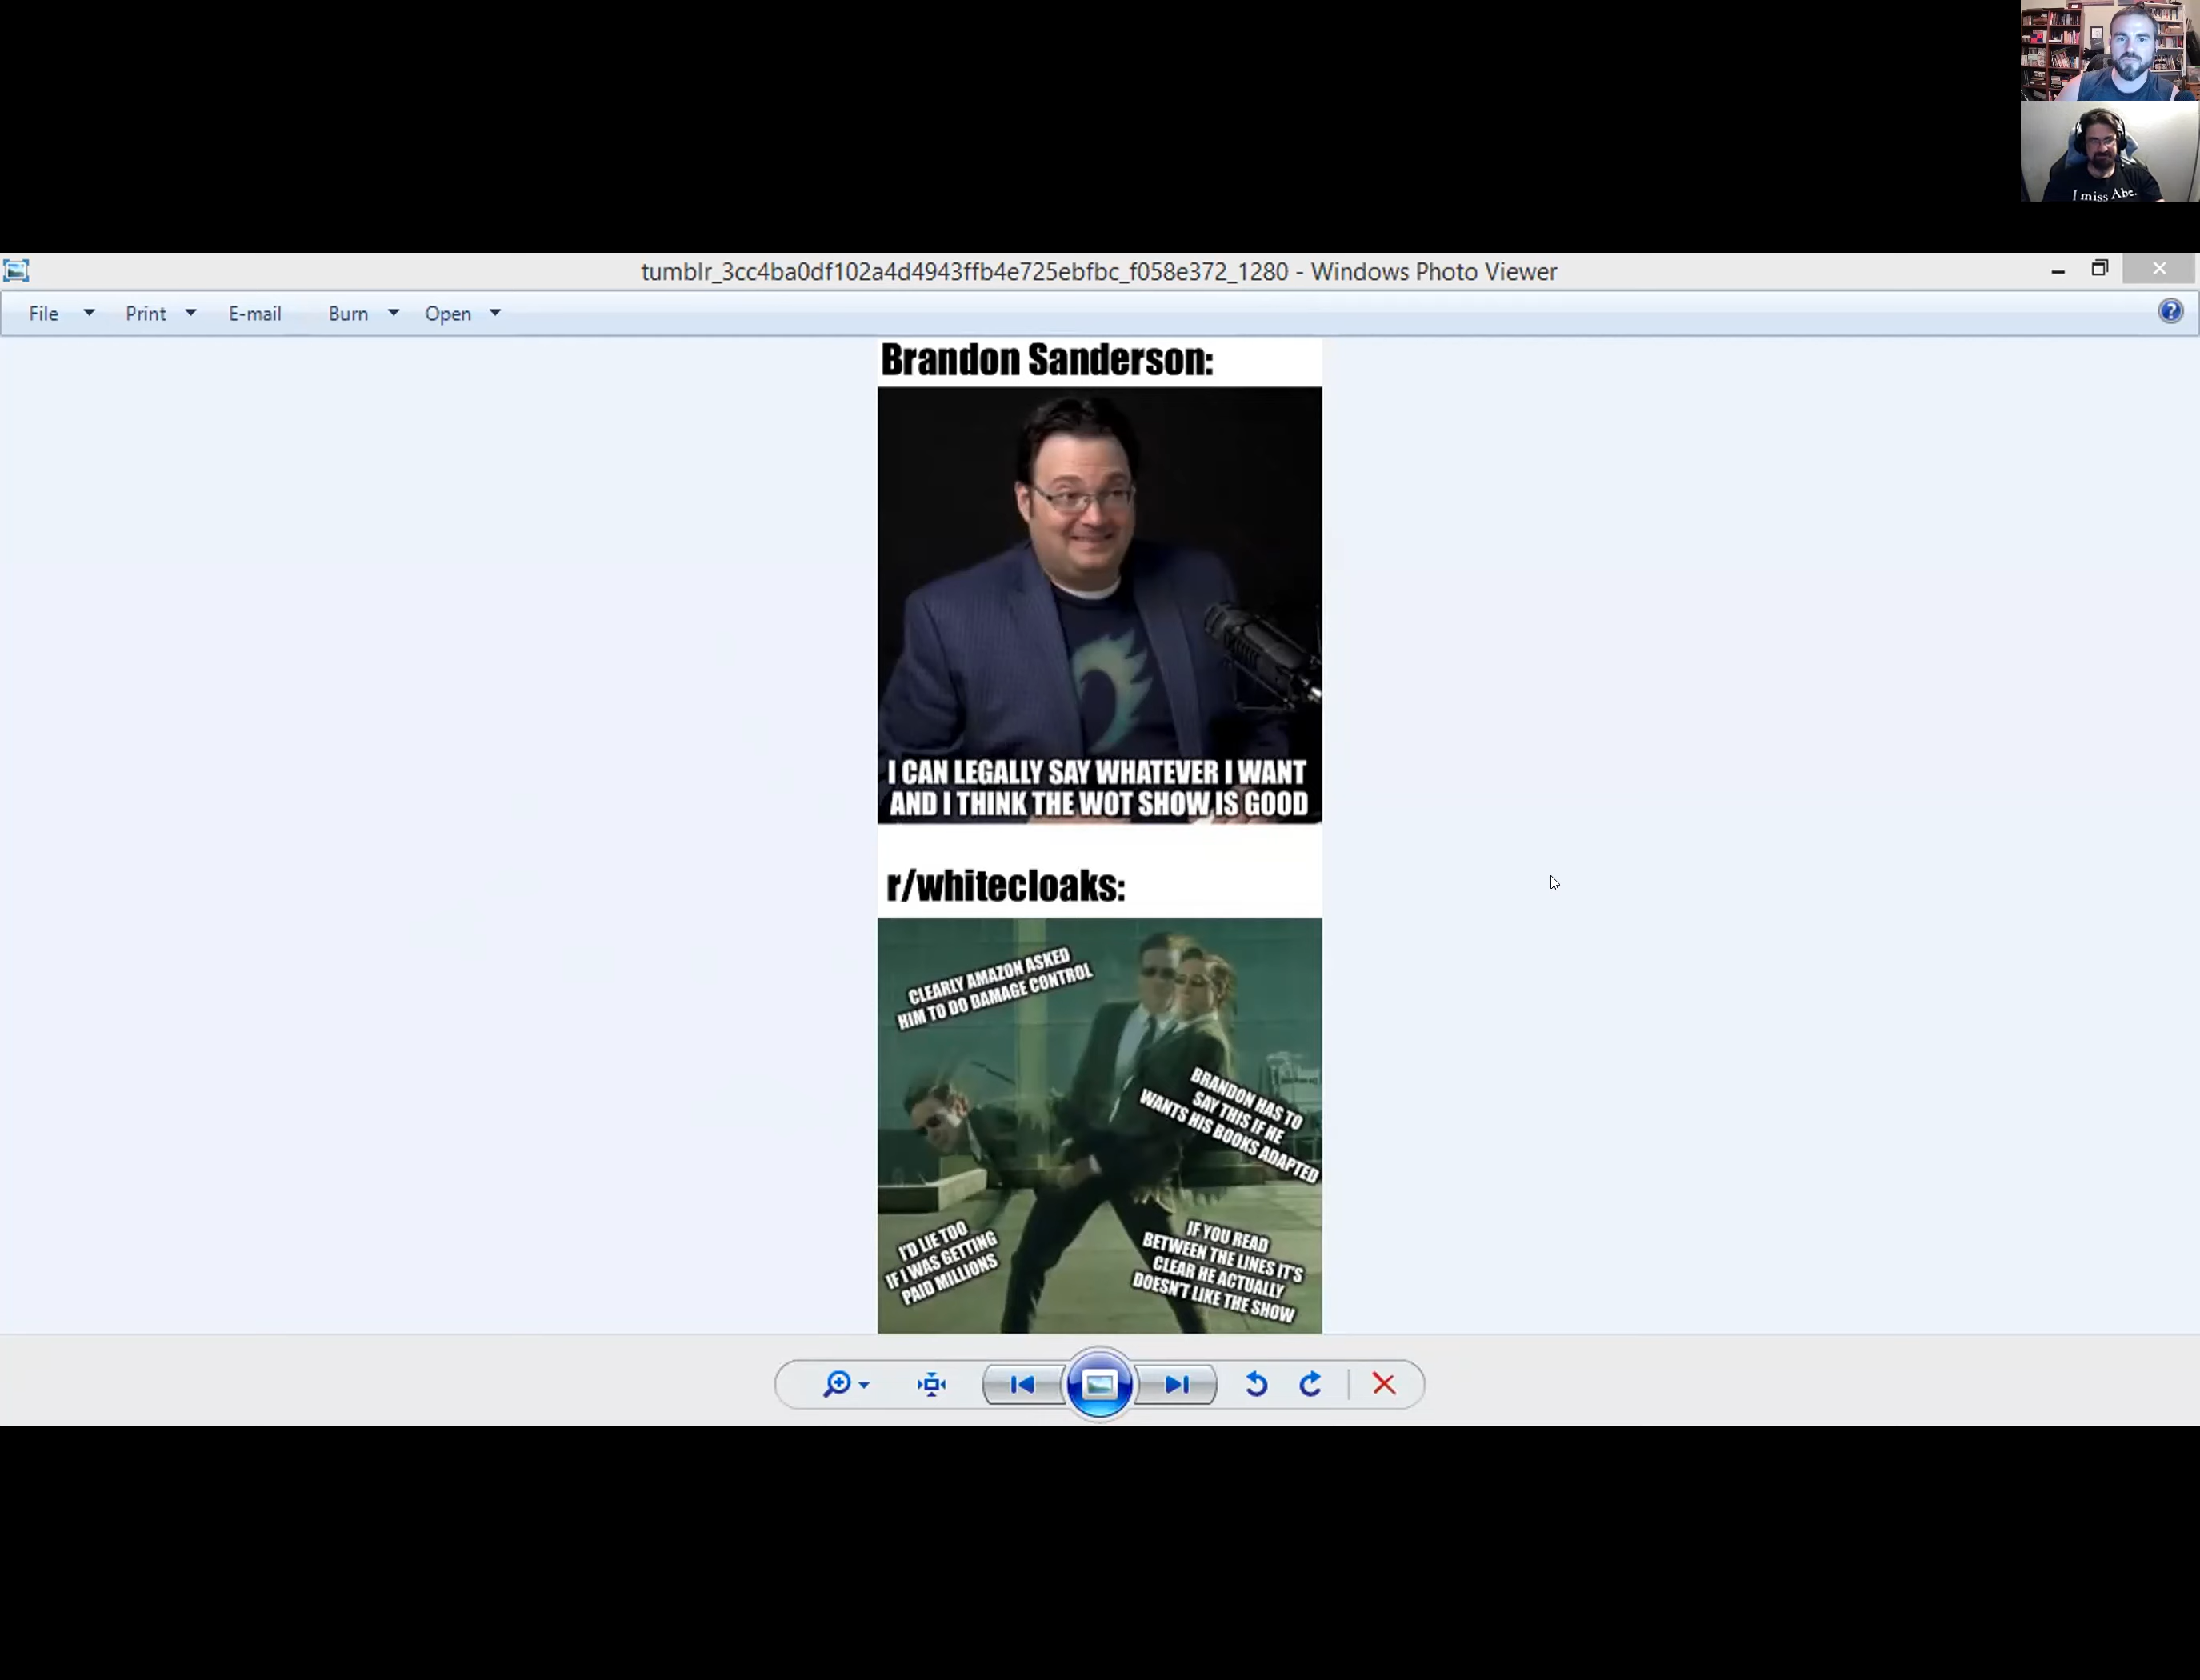 I miss Abe.
tumblr_3cc4ba0df102a4d4943ffb4e725ebfbc_f058e372_1280 - Windows Photo Viewer
File Print E-mail Burn Open
Brandon Sanderson:
I CAN LEGALLY SAY WHATEVER I WANT
AND I THINK THE WOT SHOW IS GOOD
r/whitecloaks:
CLEARLY AMAZON ASKED
HIM TO DO DAMAGE CONTROL
BRANDON HAS TO
SAY THIS IF HE
WANTS HIS BOOKS ADAPTED
I'D LIE TOO
IF I WAS GETTING
PAID MILLIONS
IF YOU READ
BETWEEN THE LINES IT'S
CLEAR HE ACTUALLY
DOESN'T LIKE THE SHOW